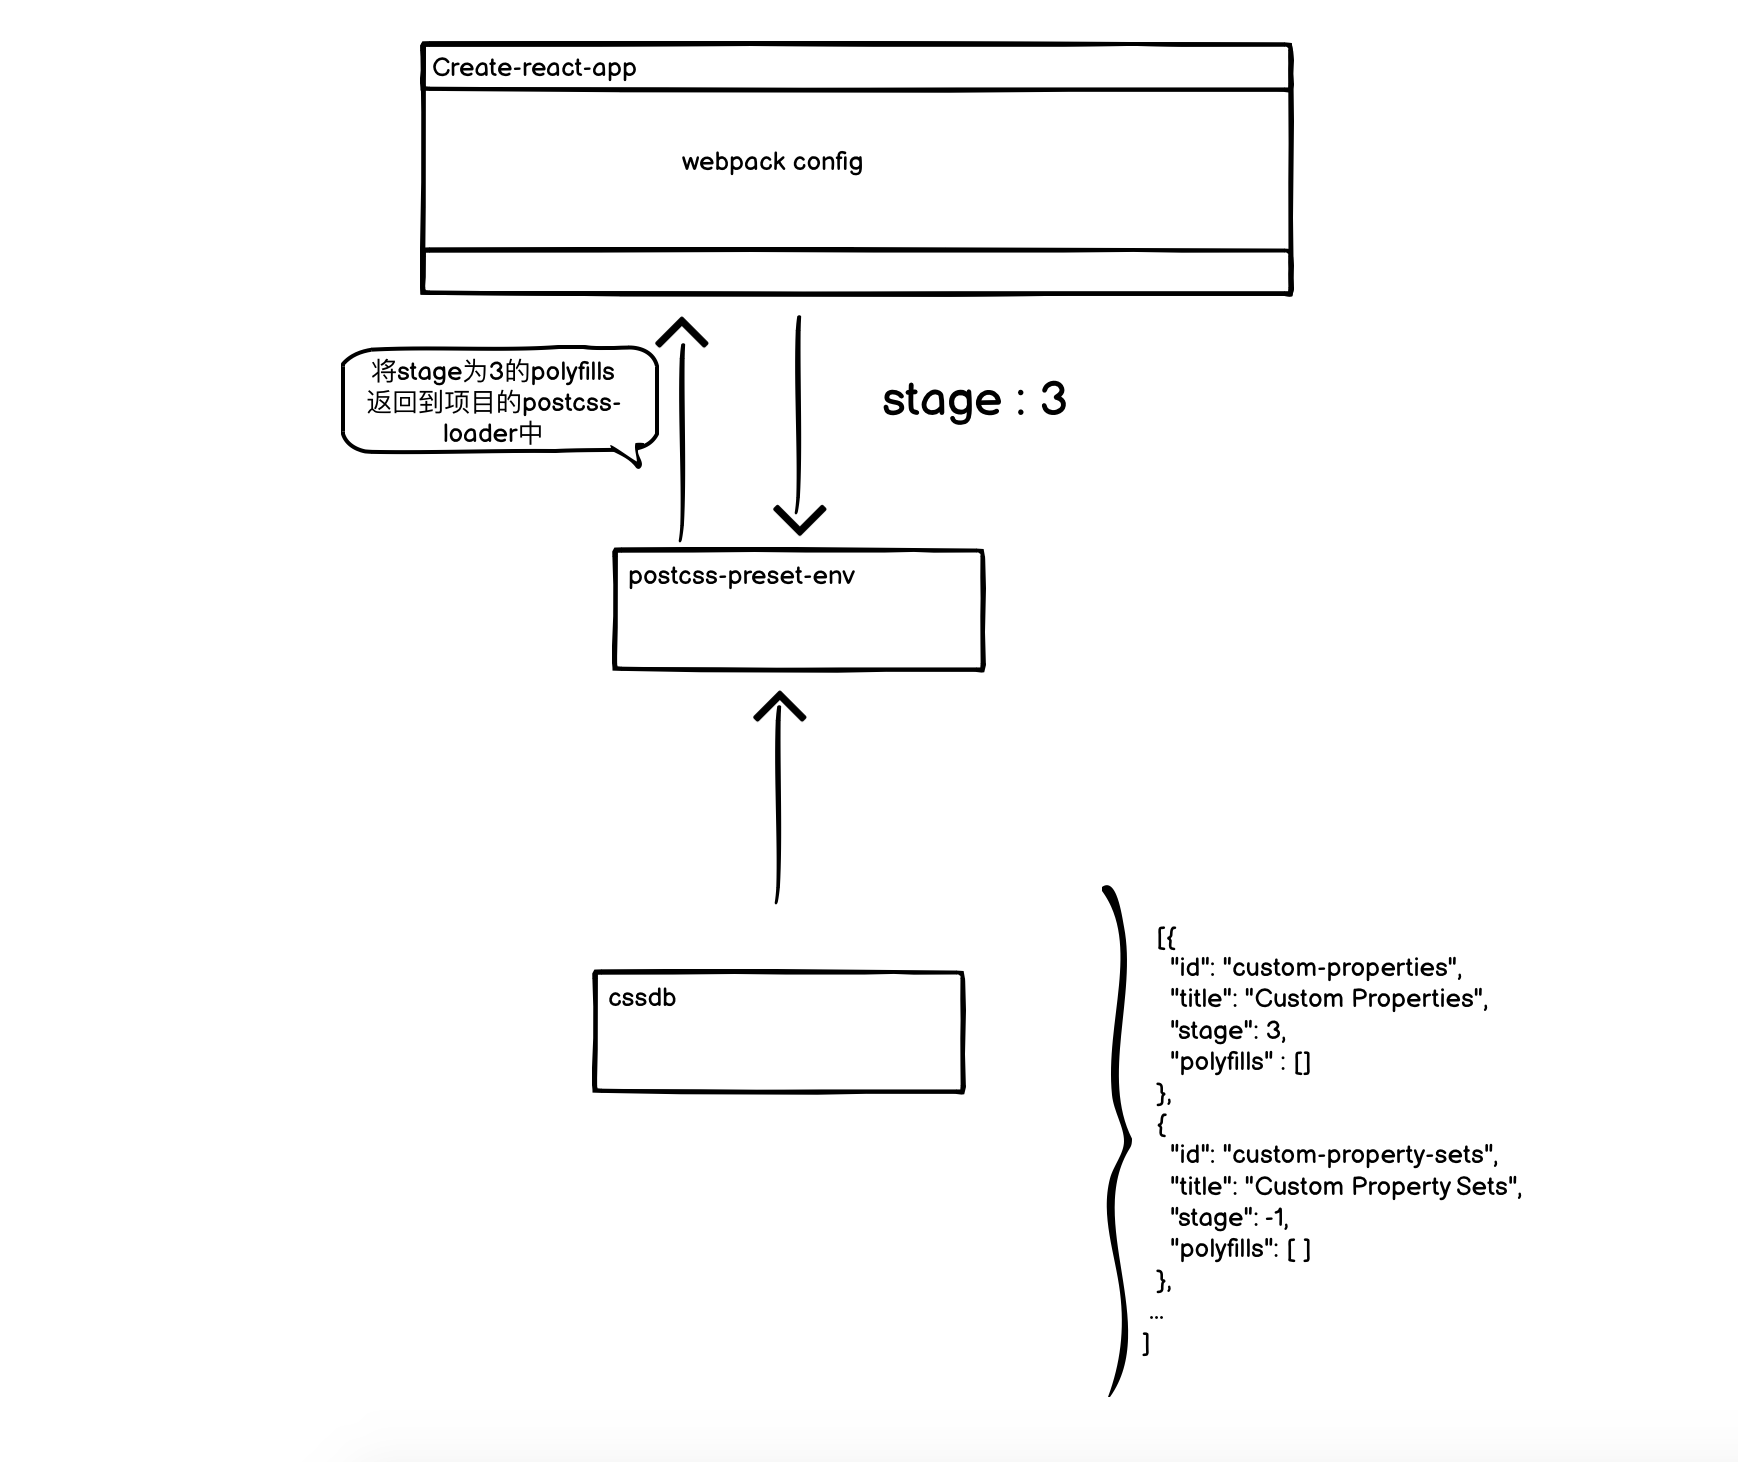 Create-react-app
webpack config
将stage为3的polyfills
返回到项目的postcss-
loader中
stage : 3
postcss-preset-env
cssdb
[{
"id": "custom-properties",
"title": "Custom Properties",
"stage": 3,
"polyfills" : []
},
{
"id": "custom-property-sets",
"title": "Custom Property Sets",
"stage": -1,
"polyfills": [ ]
},
...
]